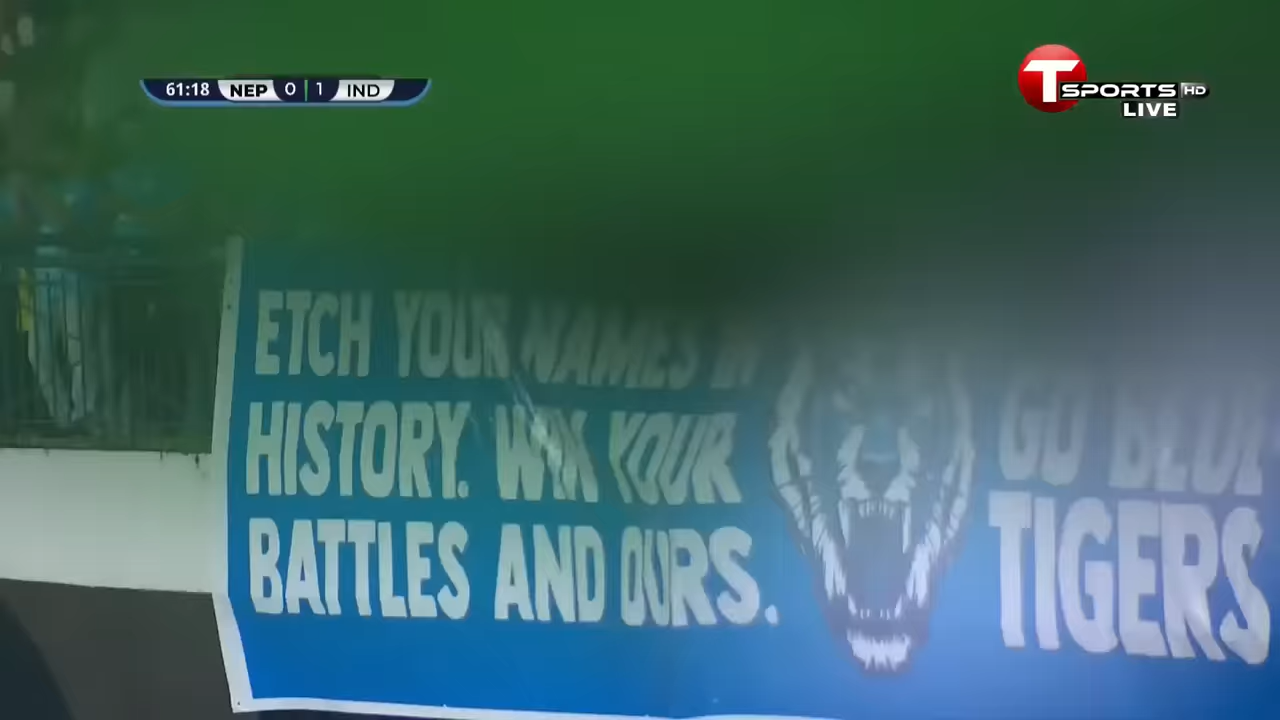 61:18 NEP 0 1 IND
T SPORTS HD
LIVE
ETCH YOUR NAMES IN
HISTORY. WIN YOUR
BATTLES AND OURS.
GO BLUE
TIGERS